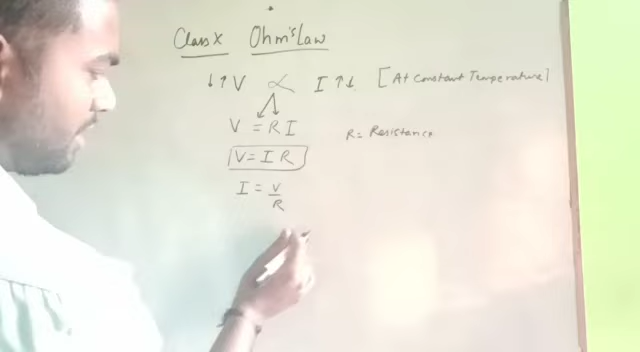 Class X Ohm's Law
↓↑ V ∝ I ↑↓ [At Constant Temperature]
V = R I R = Resistance
V = I R
I = V/R